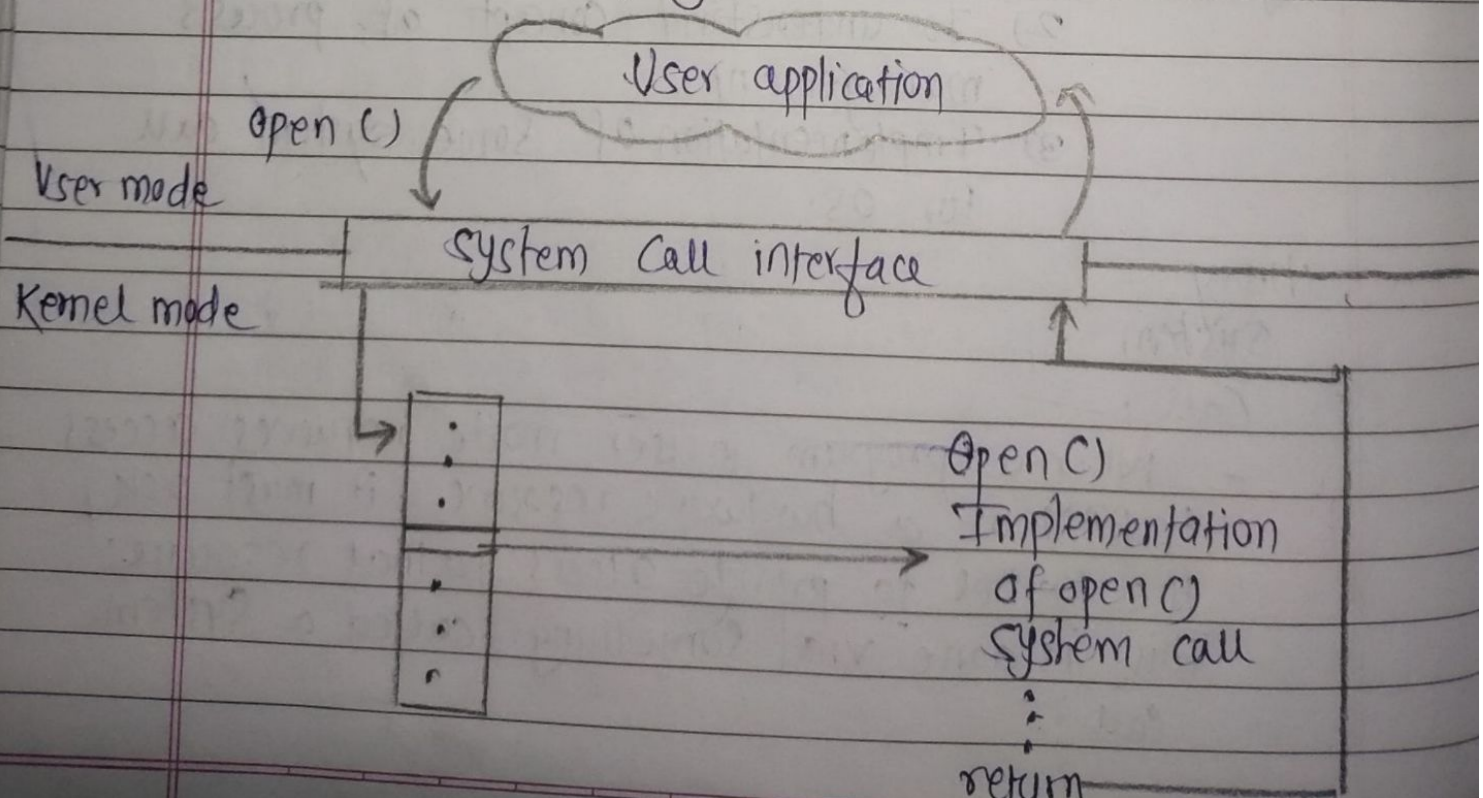 User application
open ()
User mode
System Call interface
Kernel mode
Open ()
Implementation
of open ()
System call
return